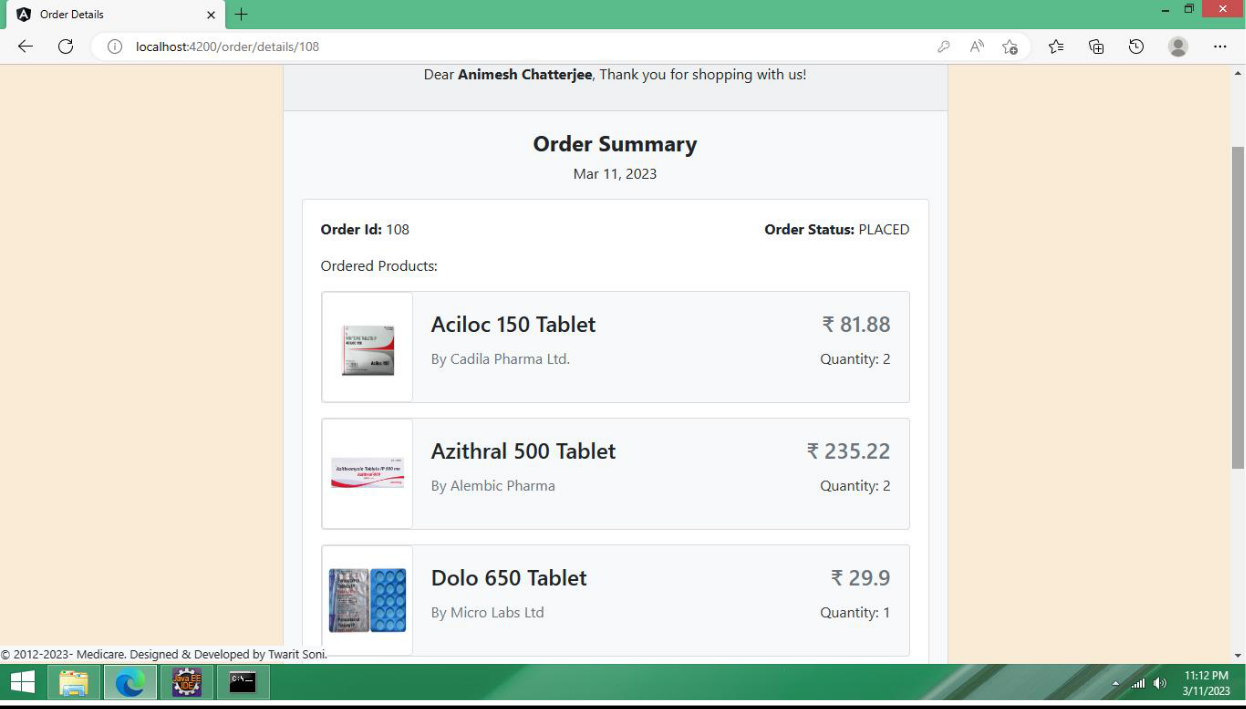 Order Details
localhost:4200/order/details/108
Dear Animesh Chatterjee, Thank you for shopping with us!
Order Summary
Mar 11, 2023
Order Id: 108
Order Status: PLACED
Ordered Products:
Aciloc 150 Tablet
₹ 81.88
By Cadila Pharma Ltd.
Quantity: 2
Azithral 500 Tablet
₹ 235.22
By Alembic Pharma
Quantity: 2
Dolo 650 Tablet
₹ 29.9
By Micro Labs Ltd
Quantity: 1
© 2012-2023- Medicare. Designed & Developed by Twarit Soni.
Java EE
IDE
C:\
11:12 PM
3/11/2023